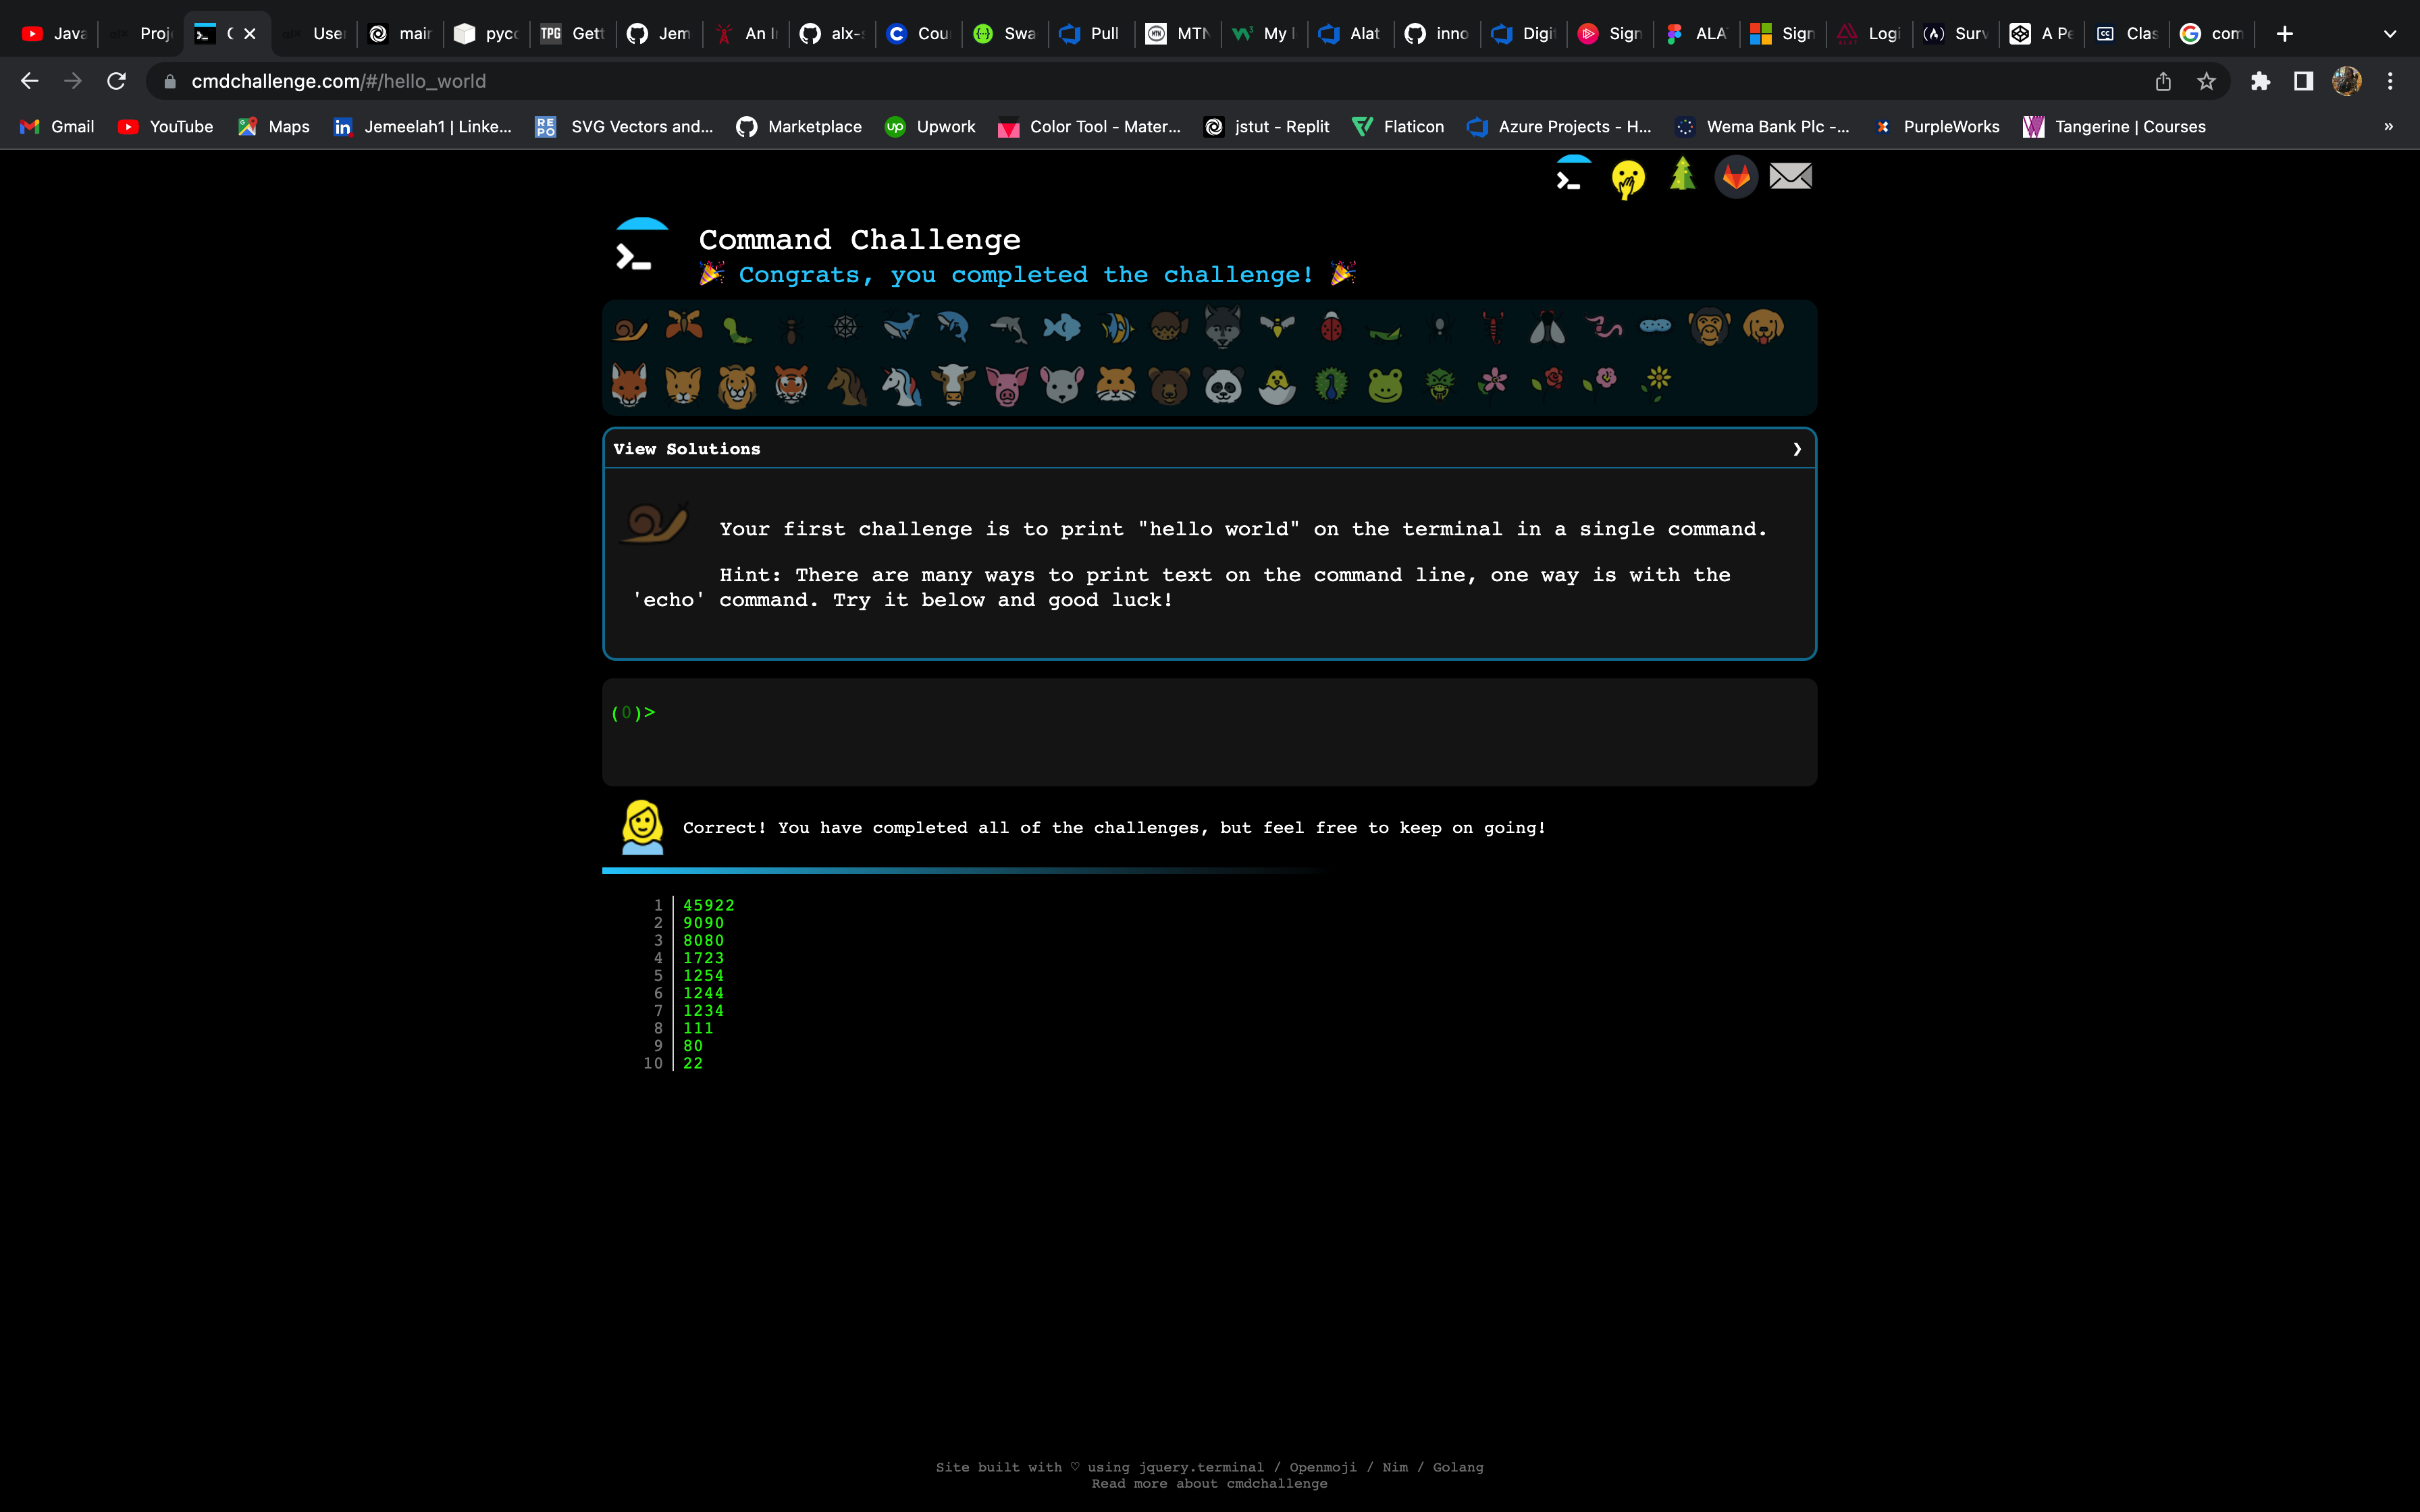 Java
Proj
C
User
mair
pycc
TPG Gett
Jem
An Ir
alx-s
Cour
Swa
Pull
MTN
My I
Alat
inno
Digi
Sign
ALA
Sign
Logi
Surv
A Pe
Clas
com
cmdchallenge.com/#/hello_world
Gmail
YouTube
Maps
Jemeelah1 | Linke...
REPO
SVG Vectors and...
Marketplace
Upwork
Color Tool - Mater...
jstut - Replit
Flaticon
Azure Projects - H...
Wema Bank Plc -...
PurpleWorks
Tangerine | Courses
»
Command Challenge
🎉 Congrats, you completed the challenge! 🎉
View Solutions ❯
Your first challenge is to print "hello world" on the terminal in a single command.
Hint: There are many ways to print text on the command line, one way is with the
'echo' command. Try it below and good luck!
(0)>
Correct! You have completed all of the challenges, but feel free to keep on going!
1 45922
2 9090
3 8080
4 1723
5 1254
6 1244
7 1234
8 111
9 80
10 22
Site built with ♡ using jquery.terminal / Openmoji / Nim / Golang
Read more about cmdchallenge